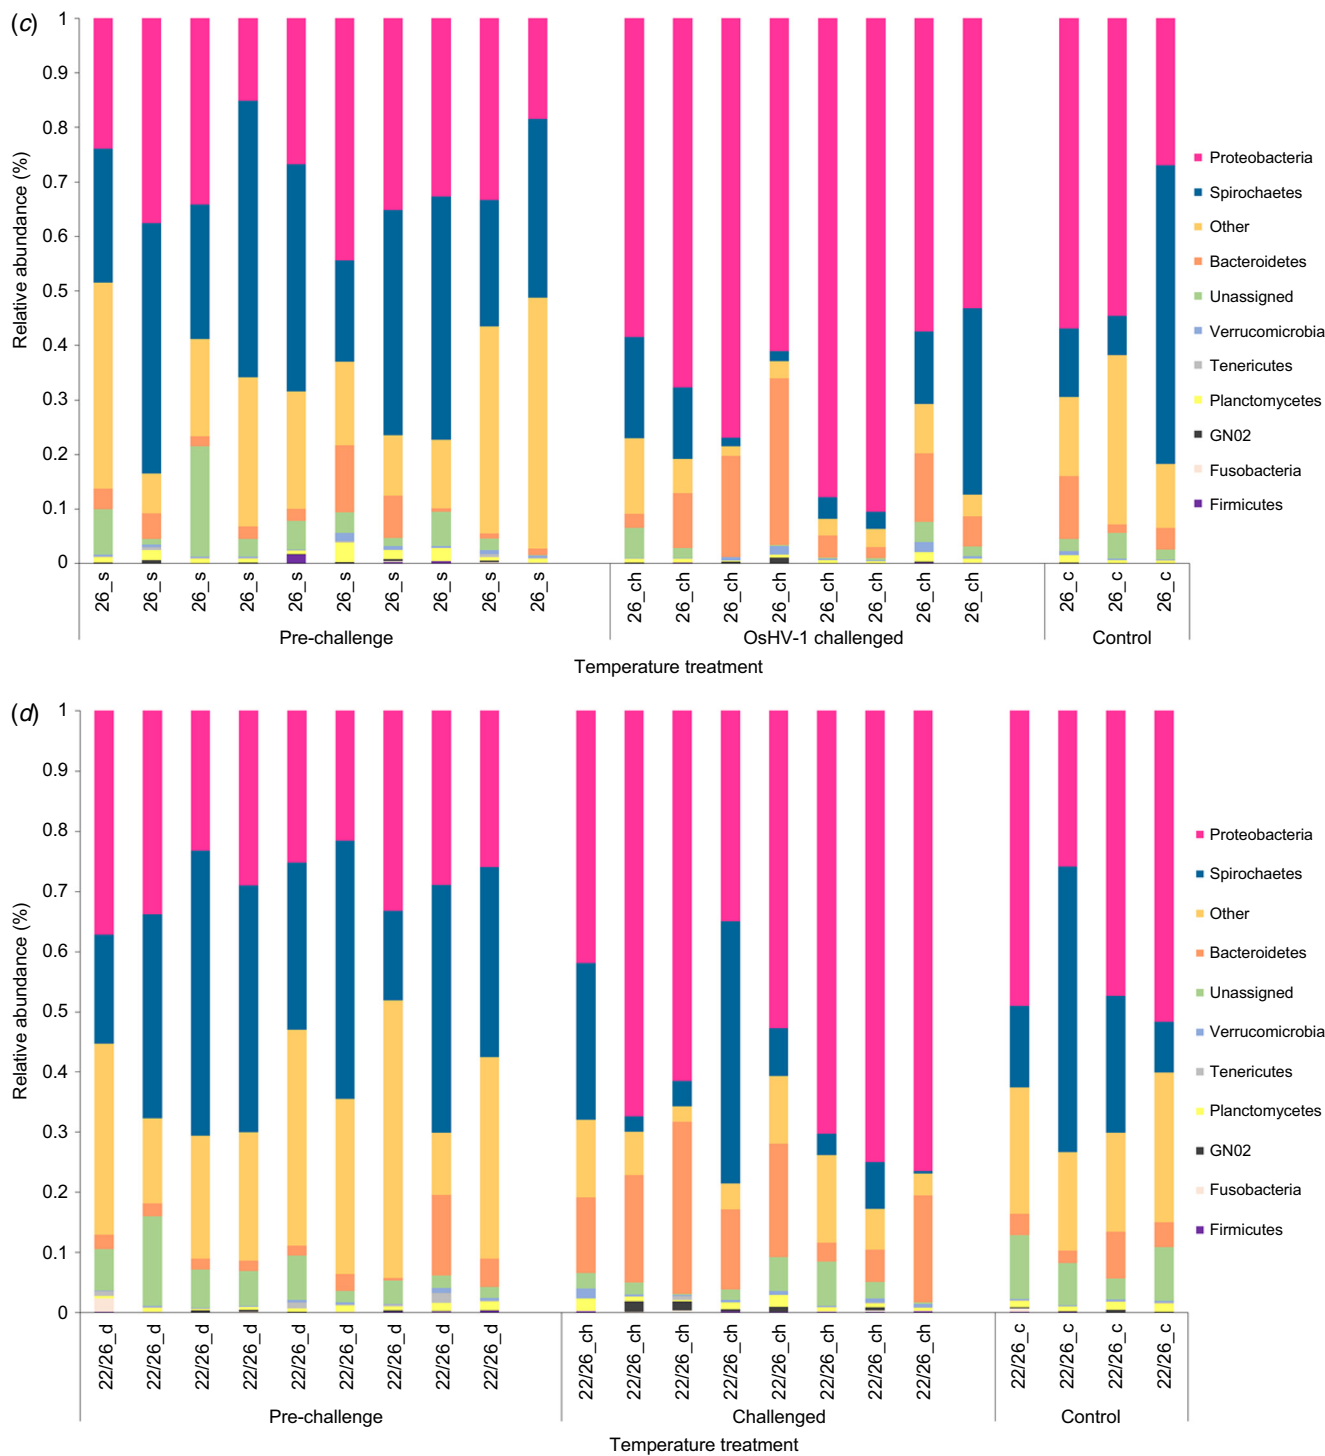 (c)
Relative abundance (%)
1
0.9
0.8
0.7
0.6
0.5
0.4
0.3
0.2
0.1
0
26_s 26_s 26_s 26_s 26_s 26_s 26_s 26_s 26_s 26_s 26_ch 26_ch 26_ch 26_ch 26_ch 26_ch 26_ch 26_ch 26_c 26_c 26_c
Pre-challenge OsHV-1 challenged Control
Temperature treatment
Proteobacteria
Spirochaetes
Other
Bacteroidetes
Unassigned
Verrucomicrobia
Tenericutes
Planctomycetes
GN02
Fusobacteria
Firmicutes
(d)
Relative abundance (%)
1
0.9
0.8
0.7
0.6
0.5
0.4
0.3
0.2
0.1
0
22/26_d 22/26_d 22/26_d 22/26_d 22/26_d 22/26_d 22/26_d 22/26_d 22/26_d 22/26_ch 22/26_ch 22/26_ch 22/26_ch 22/26_ch 22/26_ch 22/26_ch 22/26_ch 22/26_c 22/26_c 22/26_c 22/26_c
Pre-challenge Challenged Control
Temperature treatment
Proteobacteria
Spirochaetes
Other
Bacteroidetes
Unassigned
Verrucomicrobia
Tenericutes
Planctomycetes
GN02
Fusobacteria
Firmicutes